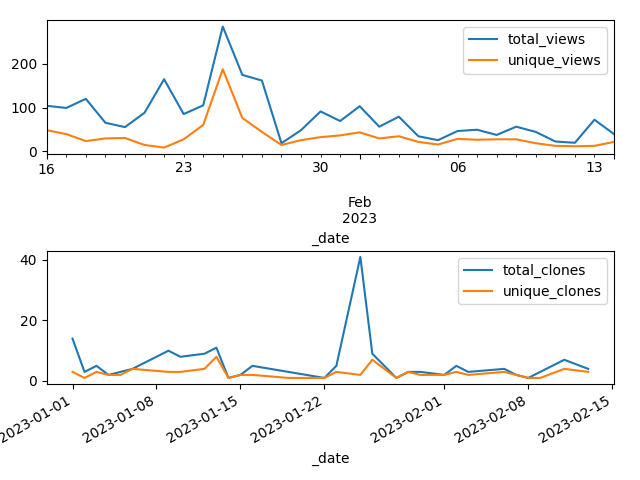 total_views
unique_views
200
100
0
16 23 30 06 13
Feb
2023
_date
total_clones
unique_clones
40
20
0
2023-01-01 2023-01-08 2023-01-15 2023-01-22 2023-02-01 2023-02-08 2023-02-15
_date